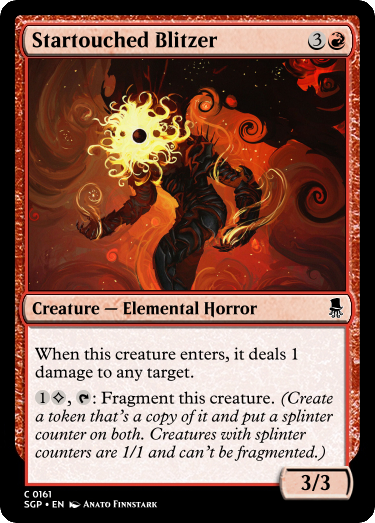 Startouched Blitzer 3
Creature — Elemental Horror
When this creature enters, it deals 1
damage to any target.
1, : Fragment this creature. (Create
a token that's a copy of it and put a splinter
counter on both. Creatures with splinter
counters are 1/1 and can't be fragmented.)
3/3
C 0161
SGP • EN Anato Finnstark